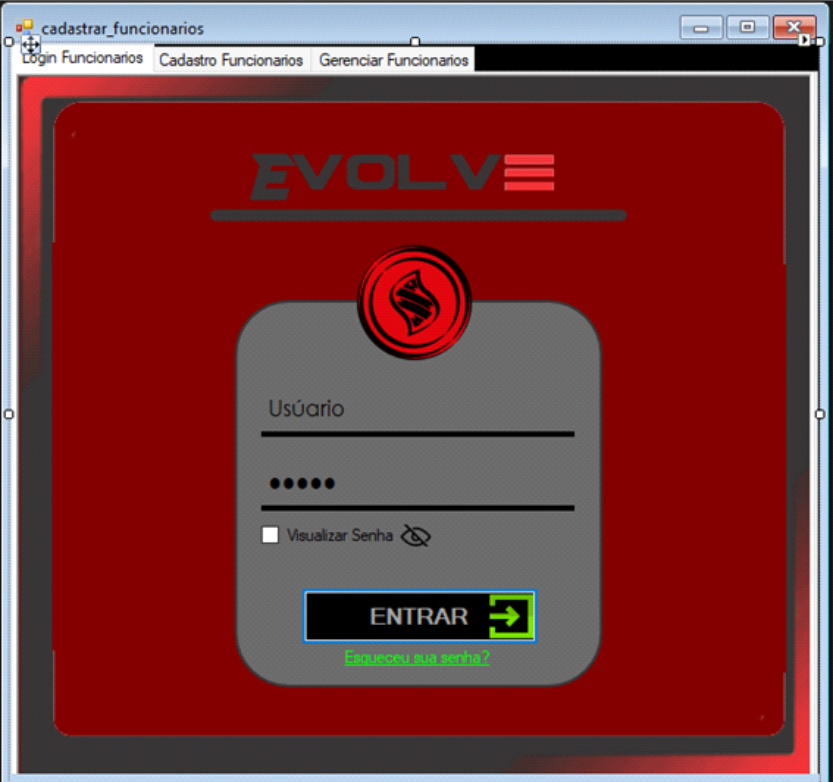 cadastrar_funcionarios
Login Funcionarios Cadastro Funcionarios Gerenciar Funcionarios
EVOLVE
Usúario
●●●●●
Visualizar Senha
ENTRAR
Esqueceu sua senha?